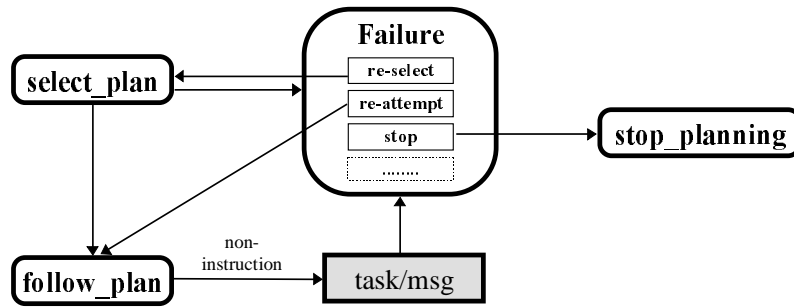 Failure
re-select
select_plan
re-attempt
stop
stop_planning
........
non-
instruction
follow_plan
task/msg